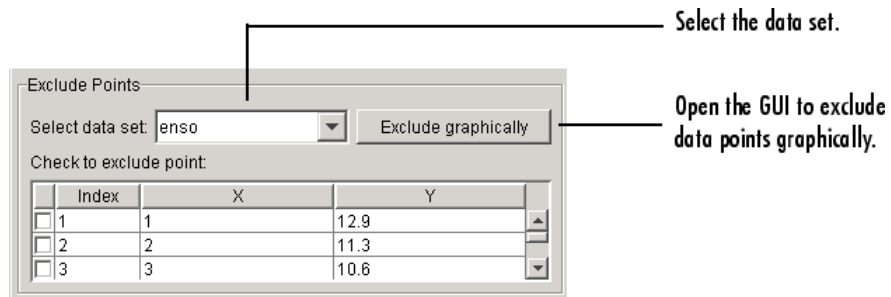 Select the data set.
Exclude Points
Select data set: enso
Exclude graphically
Open the GUI to exclude
data points graphically.
Check to exclude point:
Index X Y
1 1 12.9
2 2 11.3
3 3 10.6